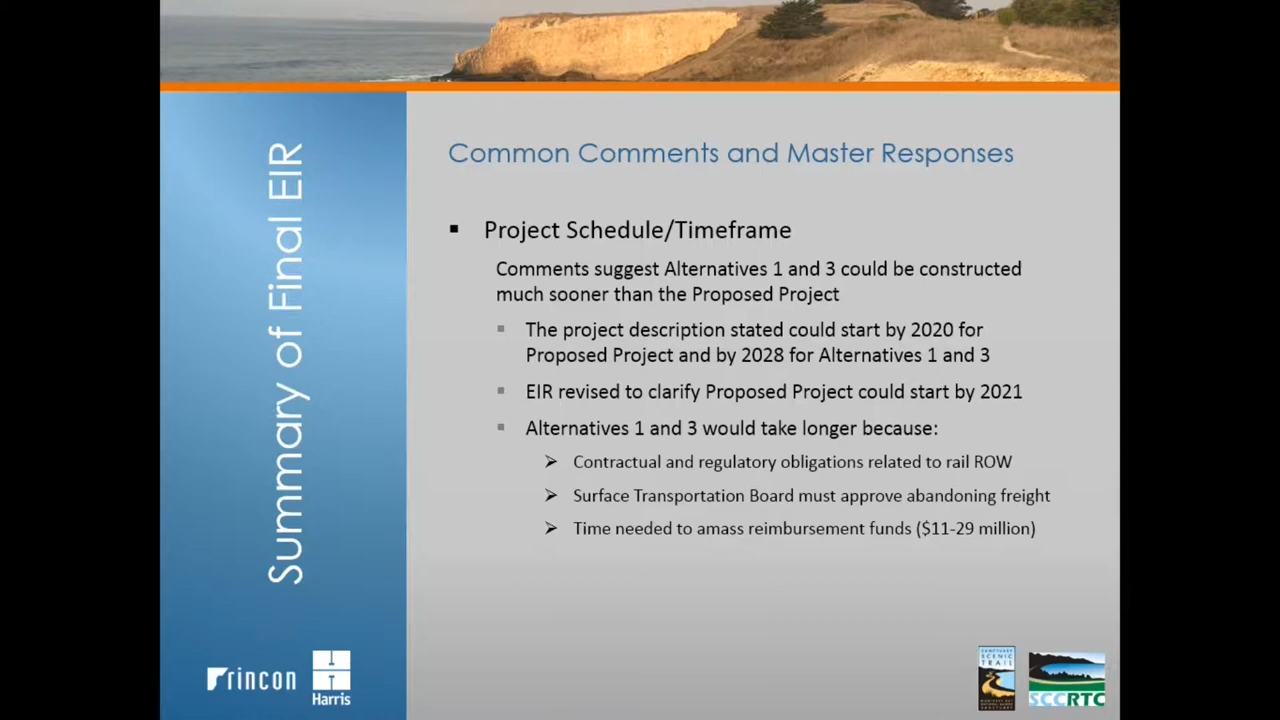 Summary of Final EIR
Common Comments and Master Responses
▪ Project Schedule/Timeframe
Comments suggest Alternatives 1 and 3 could be constructed
much sooner than the Proposed Project
▪ The project description stated could start by 2020 for
Proposed Project and by 2028 for Alternatives 1 and 3
▪ EIR revised to clarify Proposed Project could start by 2021
▪ Alternatives 1 and 3 would take longer because:
➢ Contractual and regulatory obligations related to rail ROW
➢ Surface Transportation Board must approve abandoning freight
➢ Time needed to amass reimbursement funds ($11-29 million)
rincon
Harris
SANCTUARY
SCENIC
TRAIL
SCCRTC